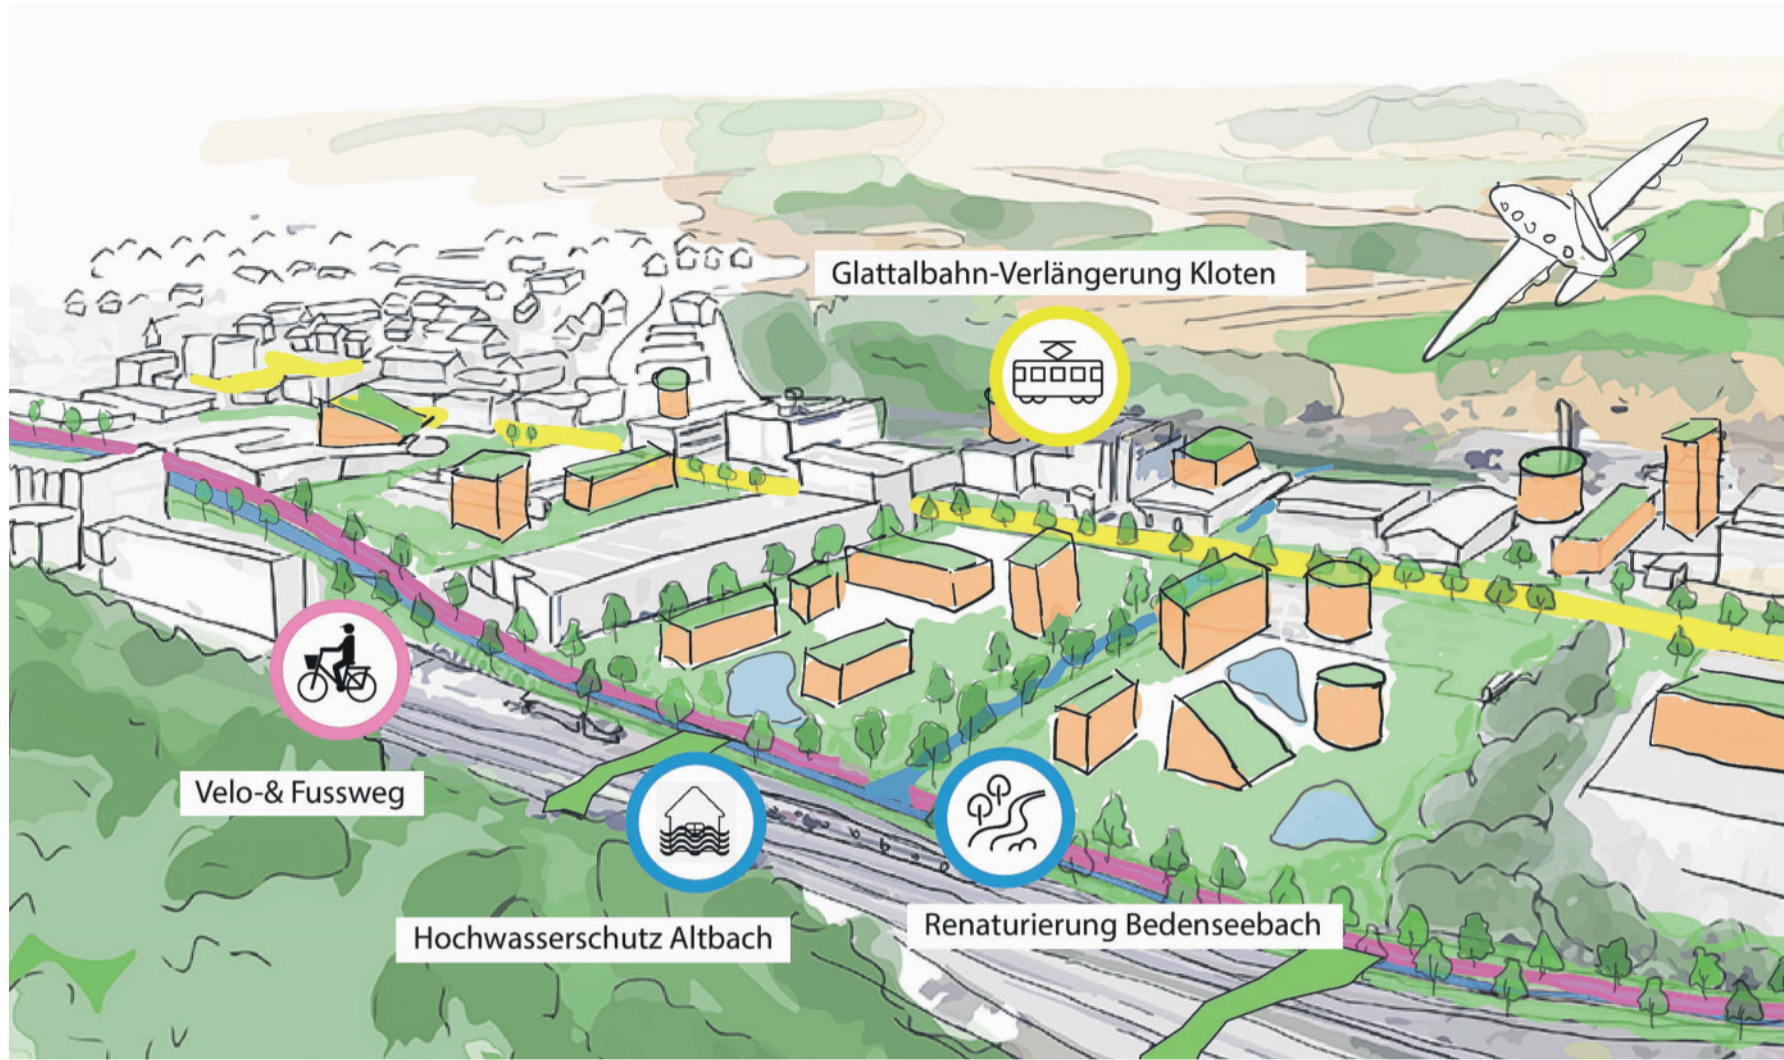 Glattalbahn-Verlängerung Kloten
Velo-& Fussweg
Hochwasserschutz Altbach
Renaturierung Bedenseebach